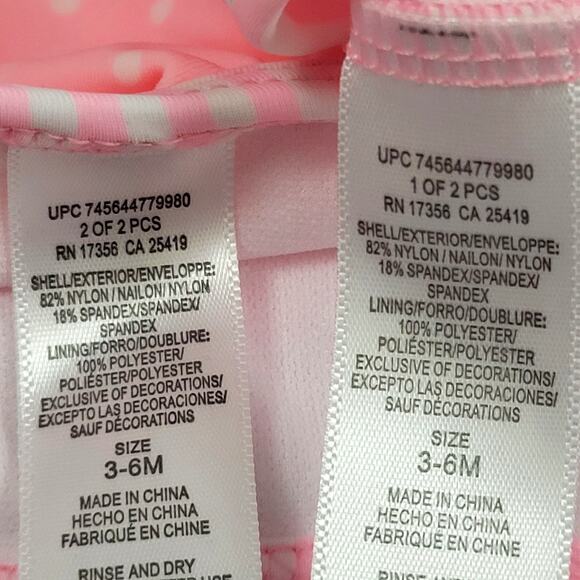 UPC 745644779980
2 OF 2 PCS
RN 17356 CA 25419
SHELL/EXTERIOR/ENVELOPPE:
82% NYLON / NAILON/ NYLON
18% SPANDEX/SPANDEX/
SPANDEX
LINING/FORRO/DOUBLURE:
100% POLYESTER/
POLIÉSTER/POLYESTER
EXCLUSIVE OF DECORATIONS/
EXCEPTO LAS DECORACIONES/
SAUF DÉCORATIONS
SIZE
3-6M
MADE IN CHINA
HECHO EN CHINA
FABRIQUÉ EN CHINE
RINSE AND DRY
UPC 745644779980
1 OF 2 PCS
RN 17356 CA 25419
SHELL/EXTERIOR/ENVELOPPE:
82% NYLON / NAILON/ NYLON
18% SPANDEX/SPANDEX/
SPANDEX
LINING/FORRO/DOUBLURE:
100% POLYESTER/
POLIÉSTER/POLYESTER
EXCLUSIVE OF DECORATIONS/
EXCEPTO LAS DECORACIONES/
SAUF DÉCORATIONS
SIZE
3-6M
MADE IN CHINA
HECHO EN CHINA
FABRIQUÉ EN CHINE
RINSE AND DRY